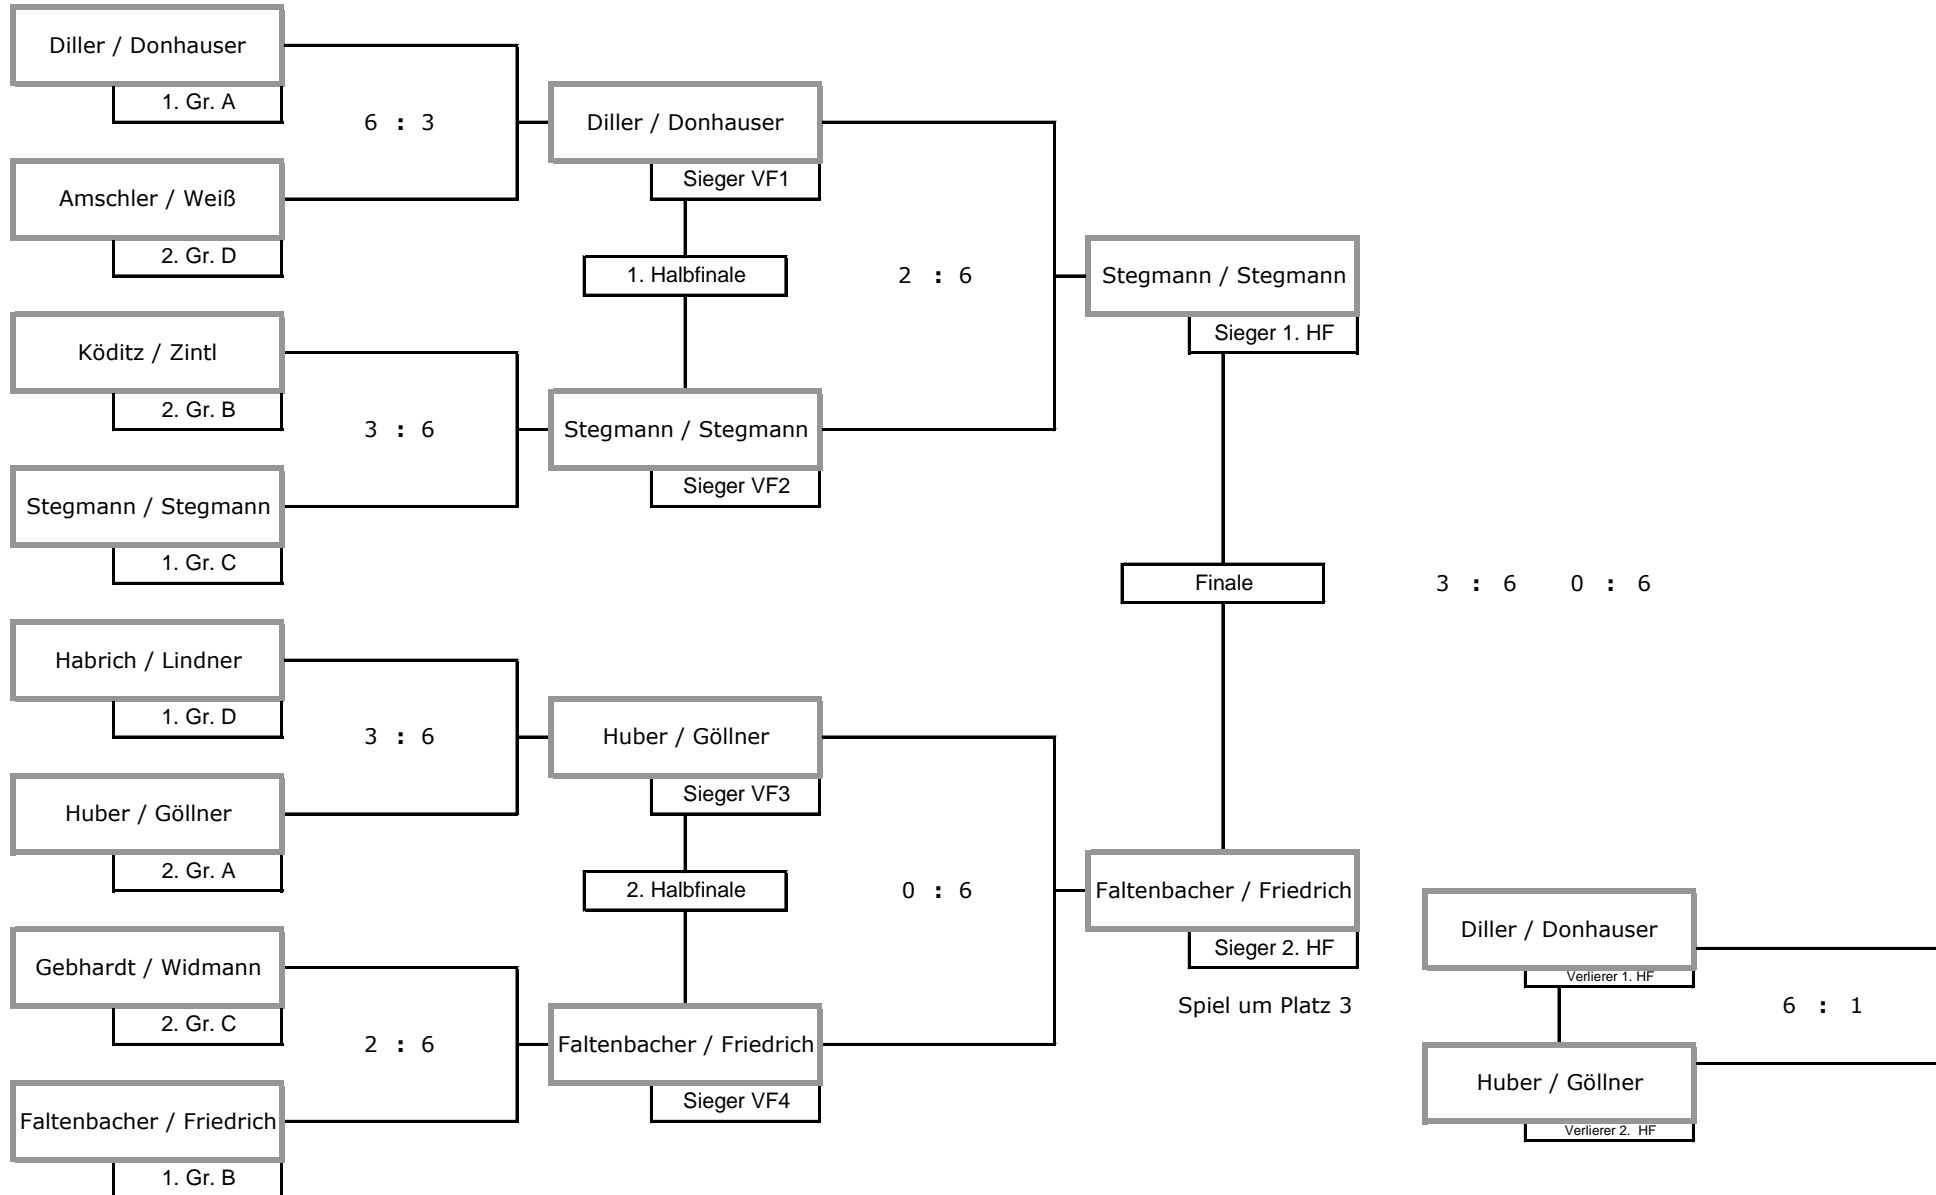 Diller / Donhauser
1. Gr. A
6 : 3
Amschler / Weiß
2. Gr. D
Köditz / Zintl
2. Gr. B
3 : 6
Stegmann / Stegmann
1. Gr. C
Habrich / Lindner
1. Gr. D
3 : 6
Huber / Göllner
2. Gr. A
Gebhardt / Widmann
2. Gr. C
2 : 6
Faltenbacher / Friedrich
1. Gr. B
Diller / Donhauser
Sieger VF1
1. Halbfinale
2 : 6
Stegmann / Stegmann
Sieger VF2
Huber / Göllner
Sieger VF3
2. Halbfinale
0 : 6
Faltenbacher / Friedrich
Sieger VF4
Stegmann / Stegmann
Sieger 1. HF
Finale
3 : 6 0 : 6
Faltenbacher / Friedrich
Sieger 2. HF
Spiel um Platz 3
Diller / Donhauser
Verlierer 1. HF
6 : 1
Huber / Göllner
Verlierer 2. HF